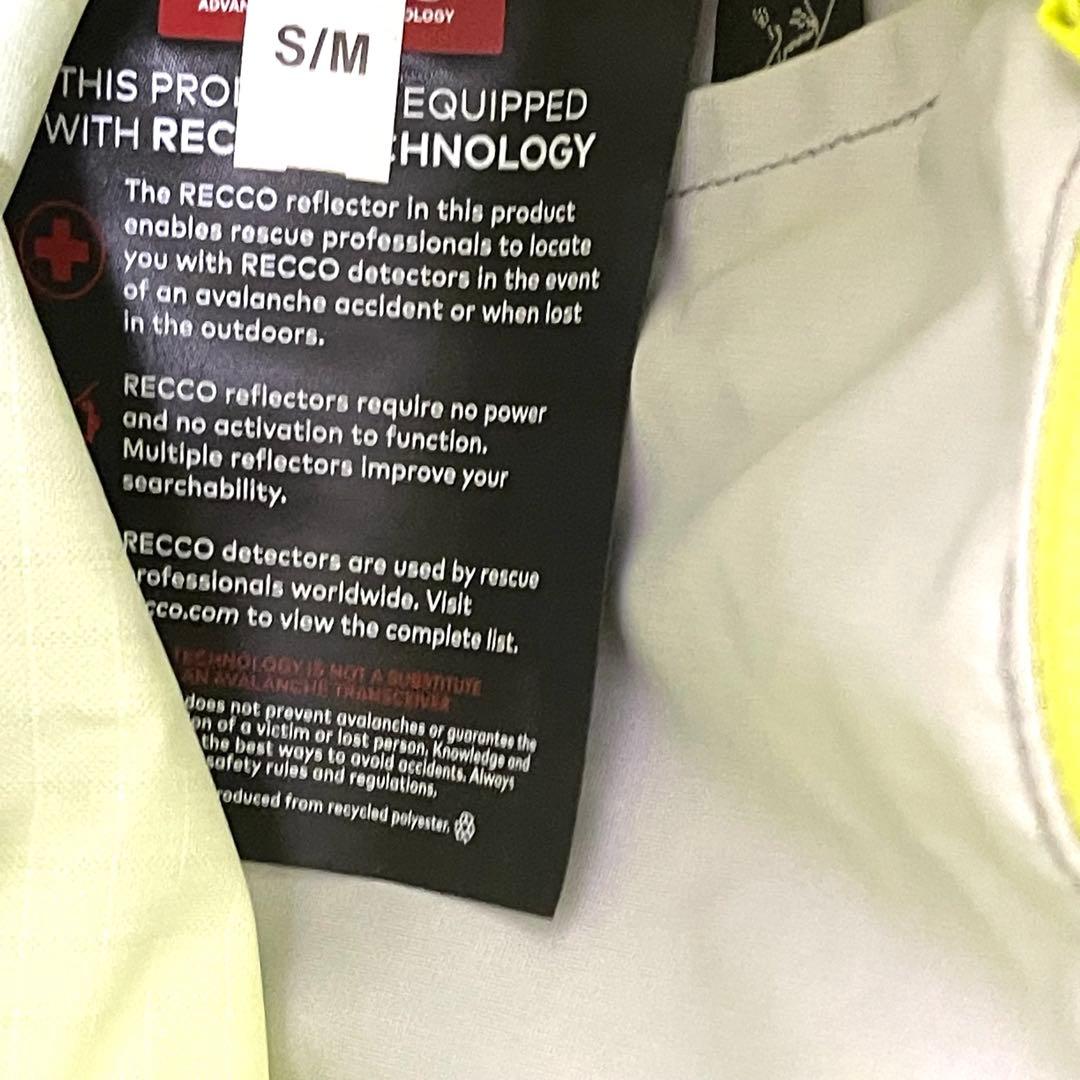 ADVAN OLOGY
S/M
THIS PRO EQUIPPED
WITH REC CHNOLOGY
The RECCO reflector in this product
enables rescue professionals to locate
you with RECCO detectors in the event
of an avalanche accident or when lost
in the outdoors.
RECCO reflectors require no power
and no activation to function.
Multiple reflectors improve your
searchability.
RECCO detectors are used by rescue
rofessionals worldwide. Visit
cco.com to view the complete list.
TECHNOLOGY IS NOT A SUBSTITUTE
AN AVALANCHE TRANSCEIVER
does not prevent avalanches or guarantee the
on of a victim or lost person. Knowledge and
the best ways to avoid accidents. Always
safety rules and regulations.
roduced from recycled polyester.